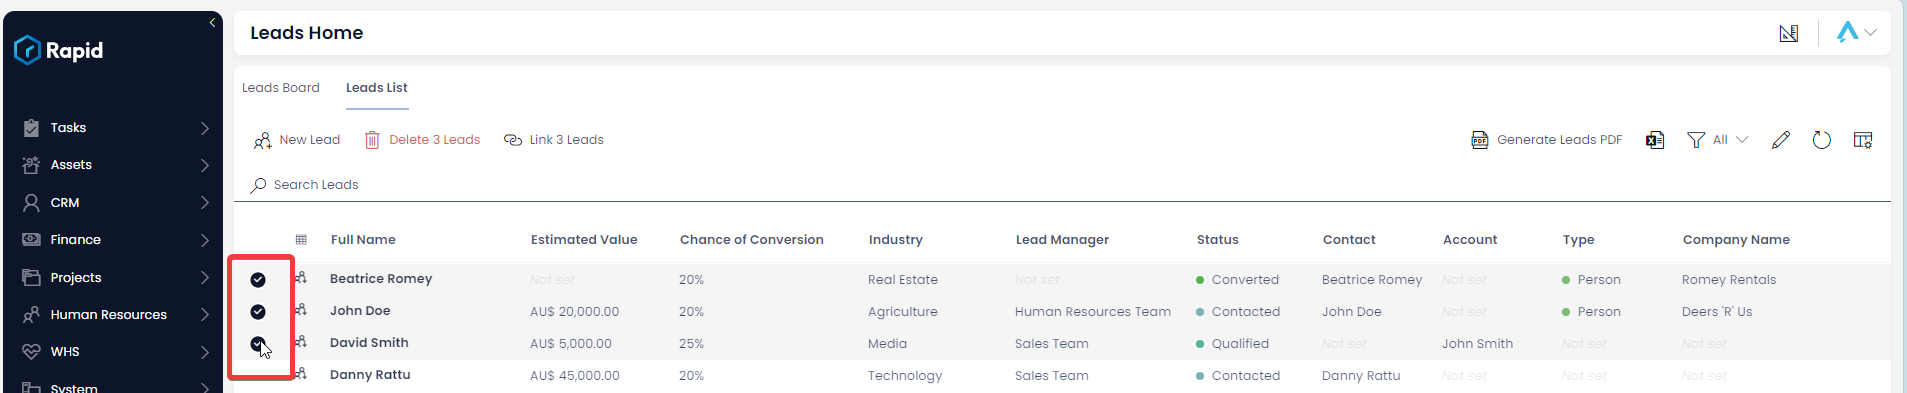 Rapid
Tasks
Assets
CRM
Finance
Projects
Human Resources
WHS
System
Leads Home
Leads Board Leads List
New Lead Delete 3 Leads Link 3 Leads PDF Generate Leads PDF All
Search Leads
Full Name Estimated Value Chance of Conversion Industry Lead Manager Status Contact Account Type Company Name
Beatrice Romey Not set 20% Real Estate Not set Converted Beatrice Romey Not set Person Romey Rentals
John Doe AU$ 20,000.00 20% Agriculture Human Resources Team Contacted John Doe Not set Person Deers 'R' Us
David Smith AU$ 5,000.00 25% Media Sales Team Qualified Not set John Smith Not set Not set
Danny Rattu AU$ 45,000.00 20% Technology Sales Team Contacted Danny Rattu Not set Not set Not set